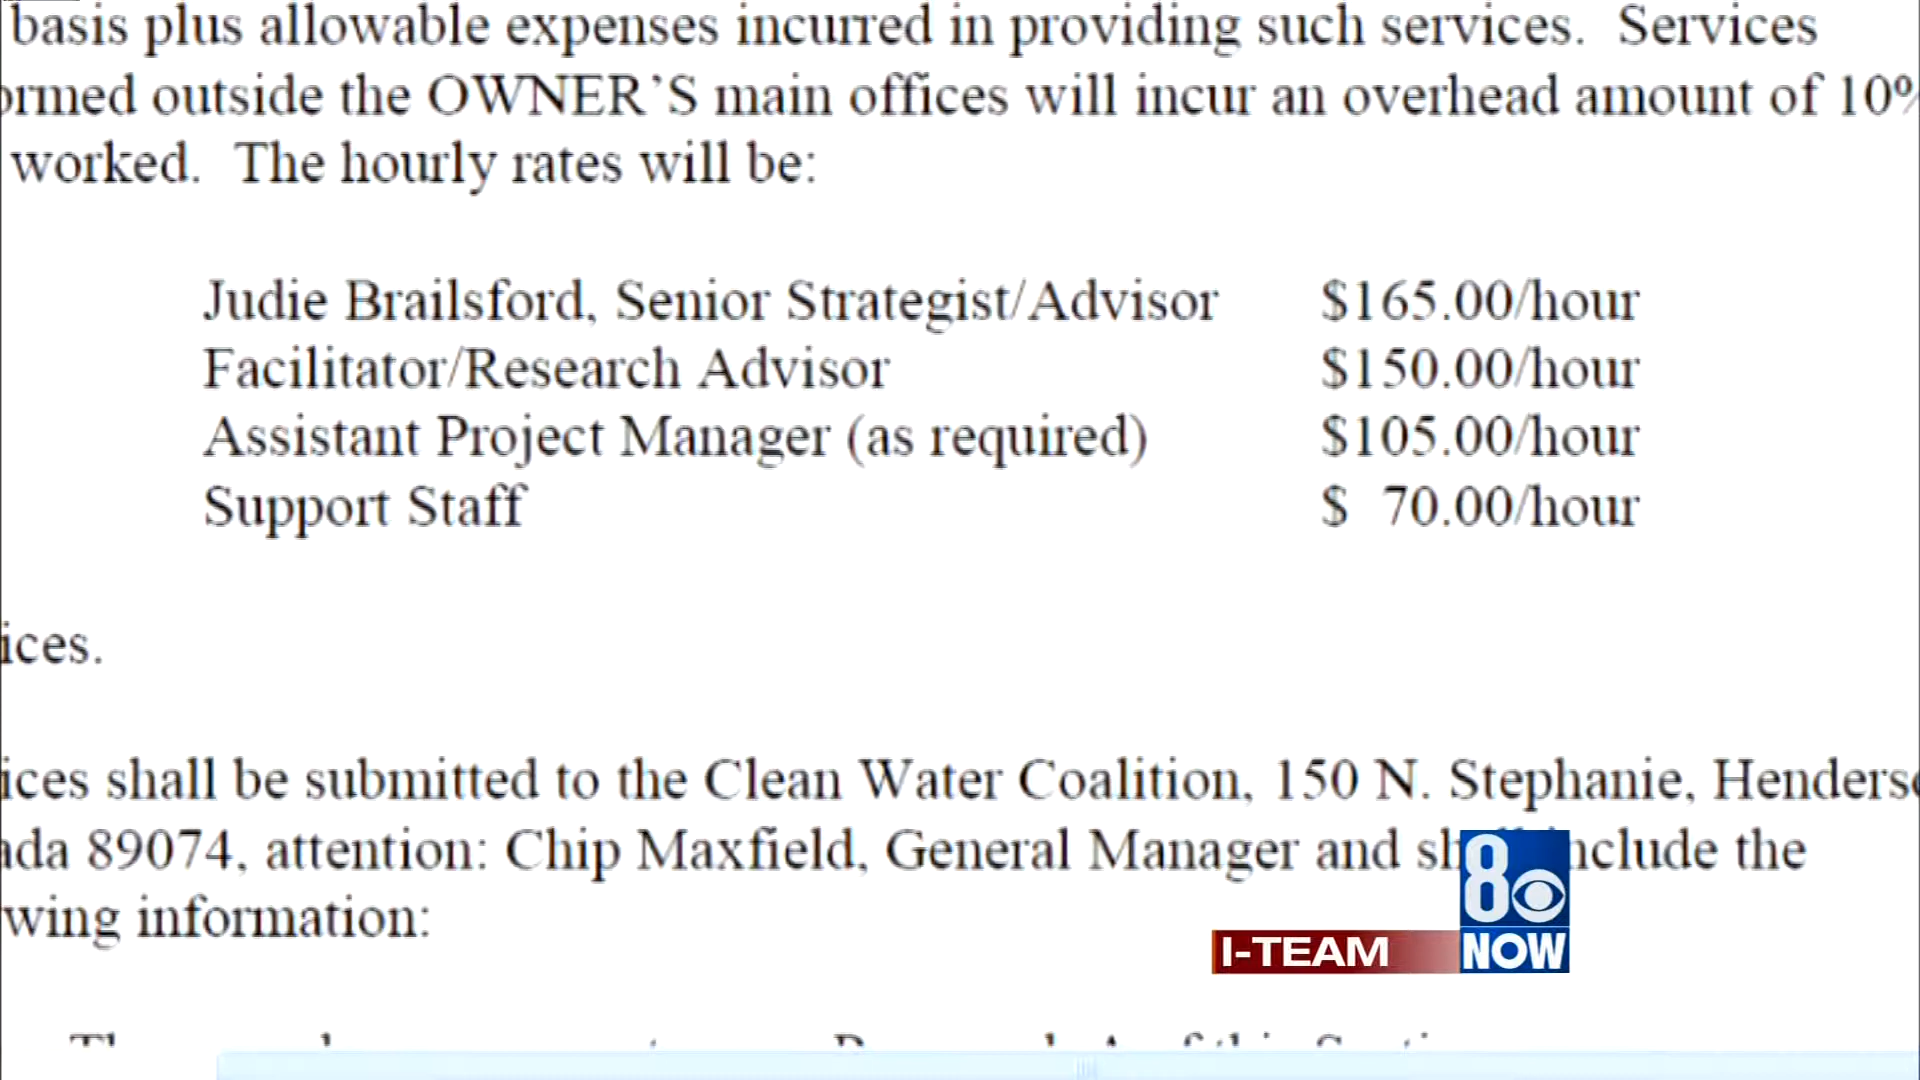 basis plus allowable expenses incurred in providing such services. Services
ormed outside the OWNER'S main offices will incur an overhead amount of 10%
worked. The hourly rates will be:
Judie Brailsford, Senior Strategist/Advisor $165.00/hour
Facilitator/Research Advisor $150.00/hour
Assistant Project Manager (as required) $105.00/hour
Support Staff $ 70.00/hour
ices.
ices shall be submitted to the Clean Water Coalition, 150 N. Stephanie, Henderso
ada 89074, attention: Chip Maxfield, General Manager and sh include the
wing information:
8
I-TEAM NOW